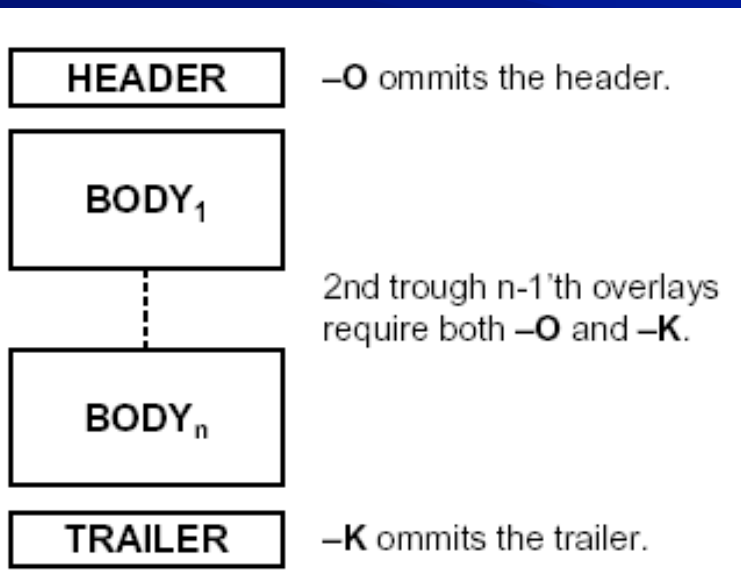 HEADER –O ommits the header.
BODY1
2nd trough n-1'th overlays
require both –O and –K.
BODYn
TRAILER –K ommits the trailer.